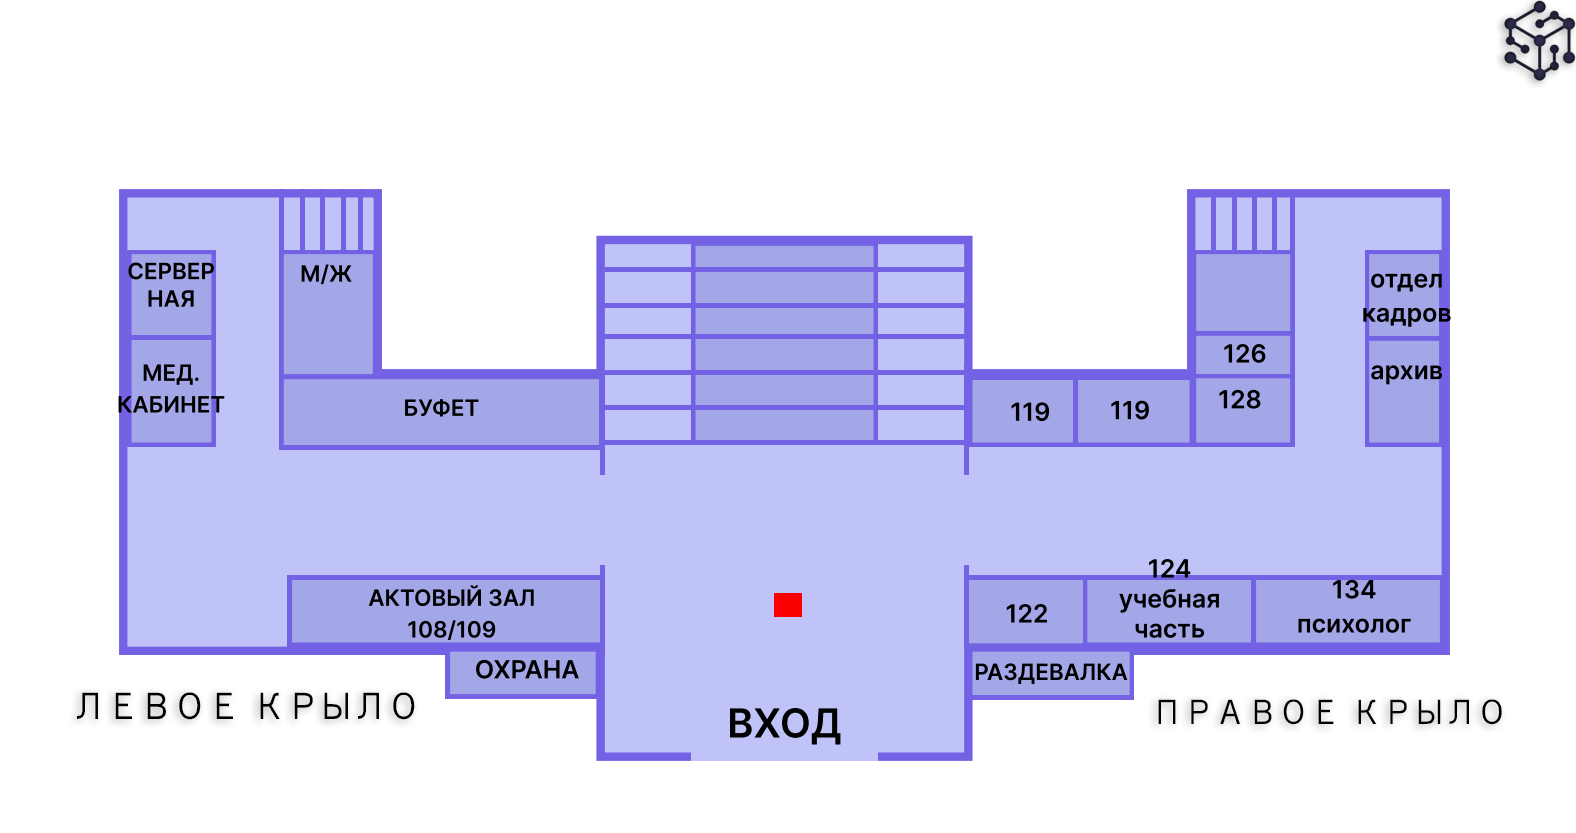 СЕРВЕР
НАЯ
МЕД.
КАБИНЕТ
М/Ж
БУФЕТ
119
119
126
128
отдел
кадров
архив
АКТОВЫЙ ЗАЛ
108/109
ОХРАНА
122
124
учебная
часть
134
психолог
РАЗДЕВАЛКА
ВХОД
ЛЕВОЕ КРЫЛО
ПРАВОЕ КРЫЛО